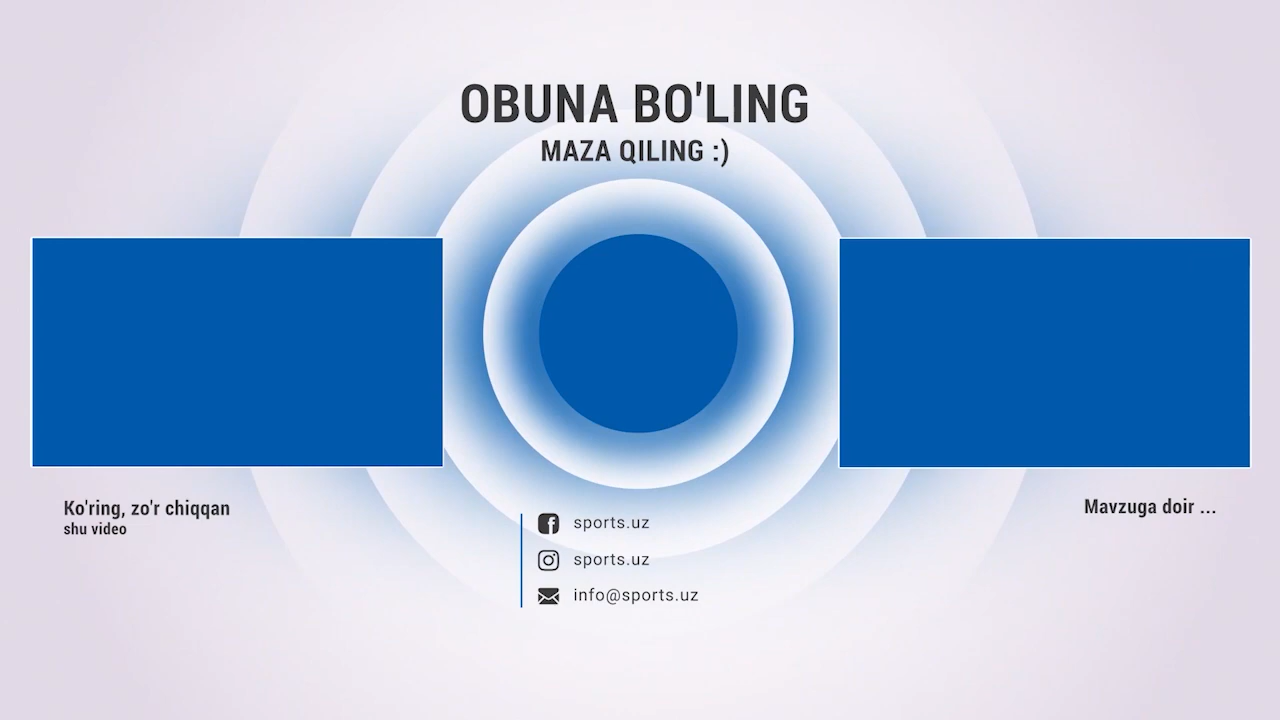 OBUNA BO'LING
MAZA QILING :)
Ko'ring, zo'r chiqqan
shu video
Mavzuga doir ...
sports.uz
sports.uz
info@sports.uz